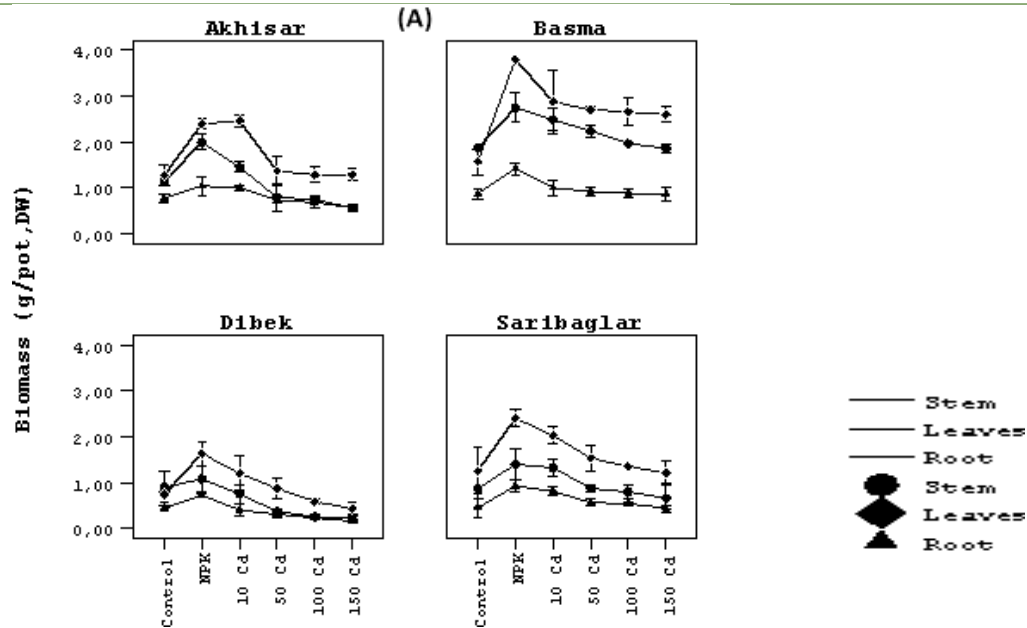 (A)
Akhisar
Basma
4,00
3,00
2,00
1,00
0,00
Biomass (g/pot,DW)
Dibek
Saribaglar
4,00
3,00
2,00
1,00
0,00
Control
NPK
10 Cd
50 Cd
100 Cd
150 Cd
Control
NPK
10 Cd
50 Cd
100 Cd
150 Cd
Stem
Leaves
Root
Stem
Leaves
Root